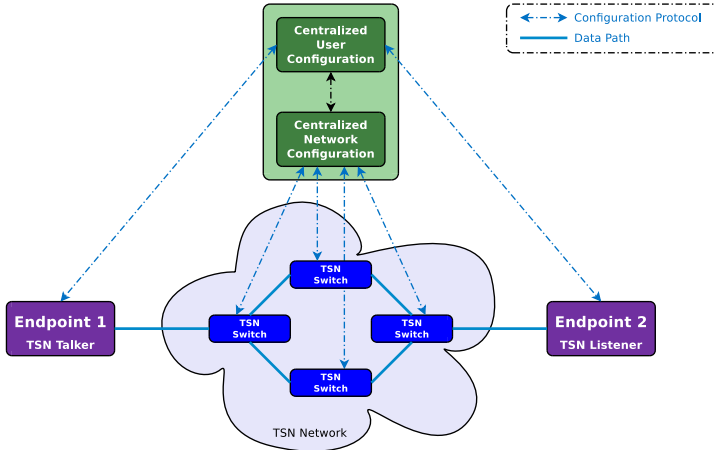 Centralized
User
Configuration
Configuration Protocol
Data Path
Centralized
Network
Configuration
TSN
Switch
Endpoint 1
TSN Talker
TSN
Switch
TSN
Switch
Endpoint 2
TSN Listener
TSN
Switch
TSN Network